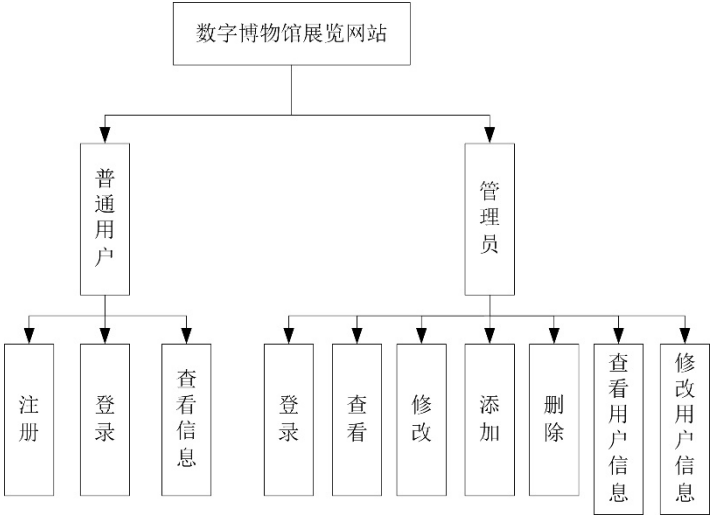 数字博物馆展览网站
普通用户
管理员
注册
登录
查看信息
登录
查看
修改
添加
删除
查看用户信息
修改用户信息